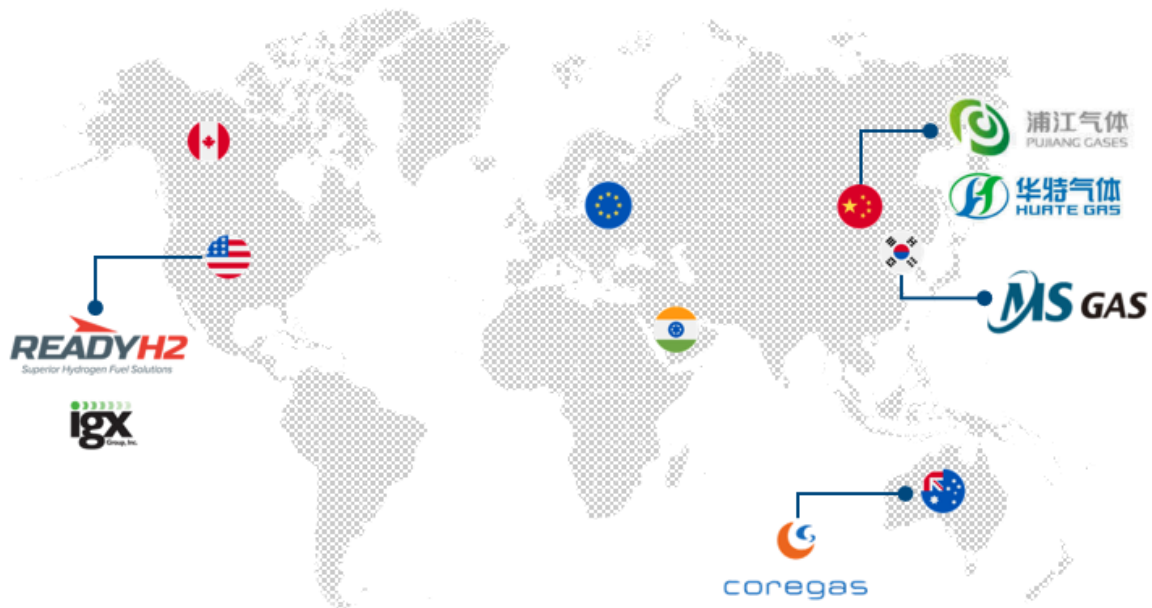 浦江气体
PUJIANG GASES
华特气体
HUATE GAS
MS GAS
READYH2
Superior Hydrogen Fuel Solutions
igx
Group, Inc.
coregas